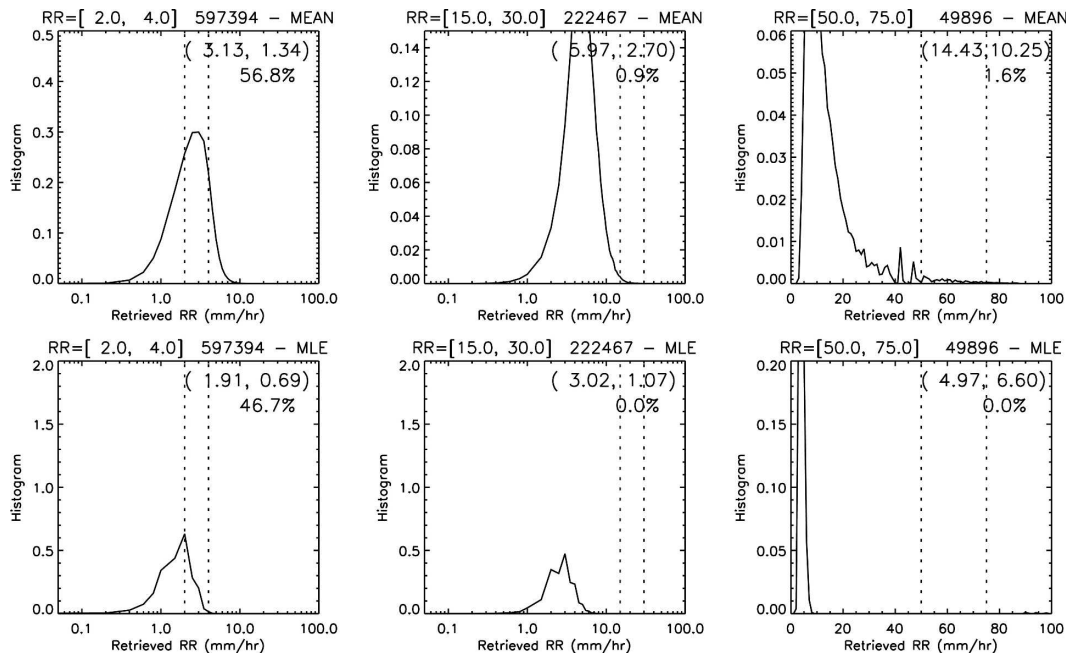 RR=[ 2.0, 4.0] 597394 - MEAN
( 3.13, 1.34)
56.8%
0.5
0.4
0.3
0.2
0.1
0.0
Histogram
0.1 1.0 10.0 100.0
Retrieved RR (mm/hr)
RR=[15.0, 30.0] 222467 - MEAN
( 5.97, 2.70)
0.9%
0.14
0.12
0.10
0.08
0.06
0.04
0.02
0.00
Histogram
0.1 1.0 10.0 100.0
Retrieved RR (mm/hr)
RR=[50.0, 75.0] 49896 - MEAN
(14.43,10.25)
1.6%
0.06
0.05
0.04
0.03
0.02
0.01
0.00
Histogram
0 20 40 60 80 100
Retrieved RR (mm/hr)
RR=[ 2.0, 4.0] 597394 - MLE
( 1.91, 0.69)
46.7%
2.0
1.5
1.0
0.5
0.0
Histogram
0.1 1.0 10.0 100.0
Retrieved RR (mm/hr)
RR=[15.0, 30.0] 222467 - MLE
( 3.02, 1.07)
0.0%
2.0
1.5
1.0
0.5
0.0
Histogram
0.1 1.0 10.0 100.0
Retrieved RR (mm/hr)
RR=[50.0, 75.0] 49896 - MLE
( 4.97, 6.60)
0.0%
0.20
0.15
0.10
0.05
0.00
Histogram
0 20 40 60 80 100
Retrieved RR (mm/hr)